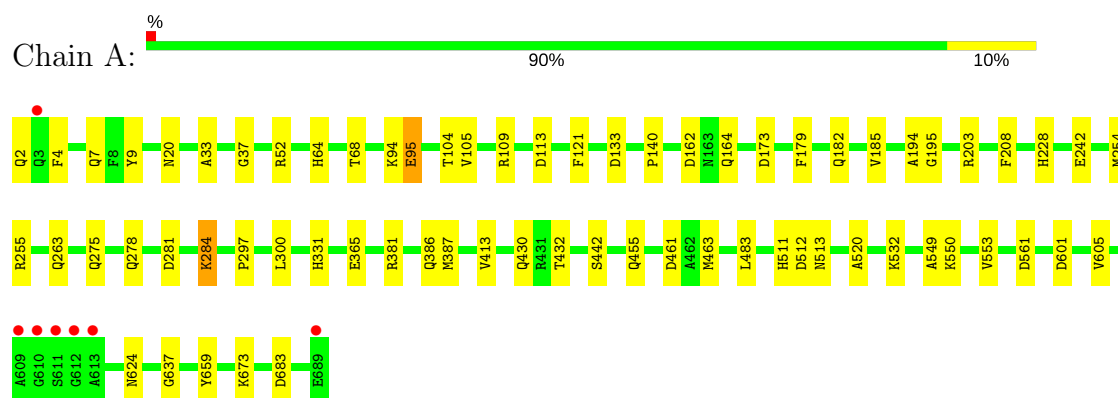 %
Chain A:
90% 10%
Q2 Q3 F4 Q7 F8 Y9 N20 A33 G37 R52 H64 T68 K94 E95 T104 V105 R109 D113 F121 D133 P140 D162 N163 Q164 D173 F179 Q182 V185 A194 G195 R203 F208 H228 E242 M254
R255 Q263 Q275 Q278 D281 K284 P297 L300 H331 E365 R381 Q386 M387 V413 Q430 R431 T432 S442 Q455 D461 A462 M463 L483 H511 D512 N513 A520 K532 A549 K550 V553 D561 D601 V605
A609 G610 S611 G612 A613 N624 G637 Y659 K673 D683 E689